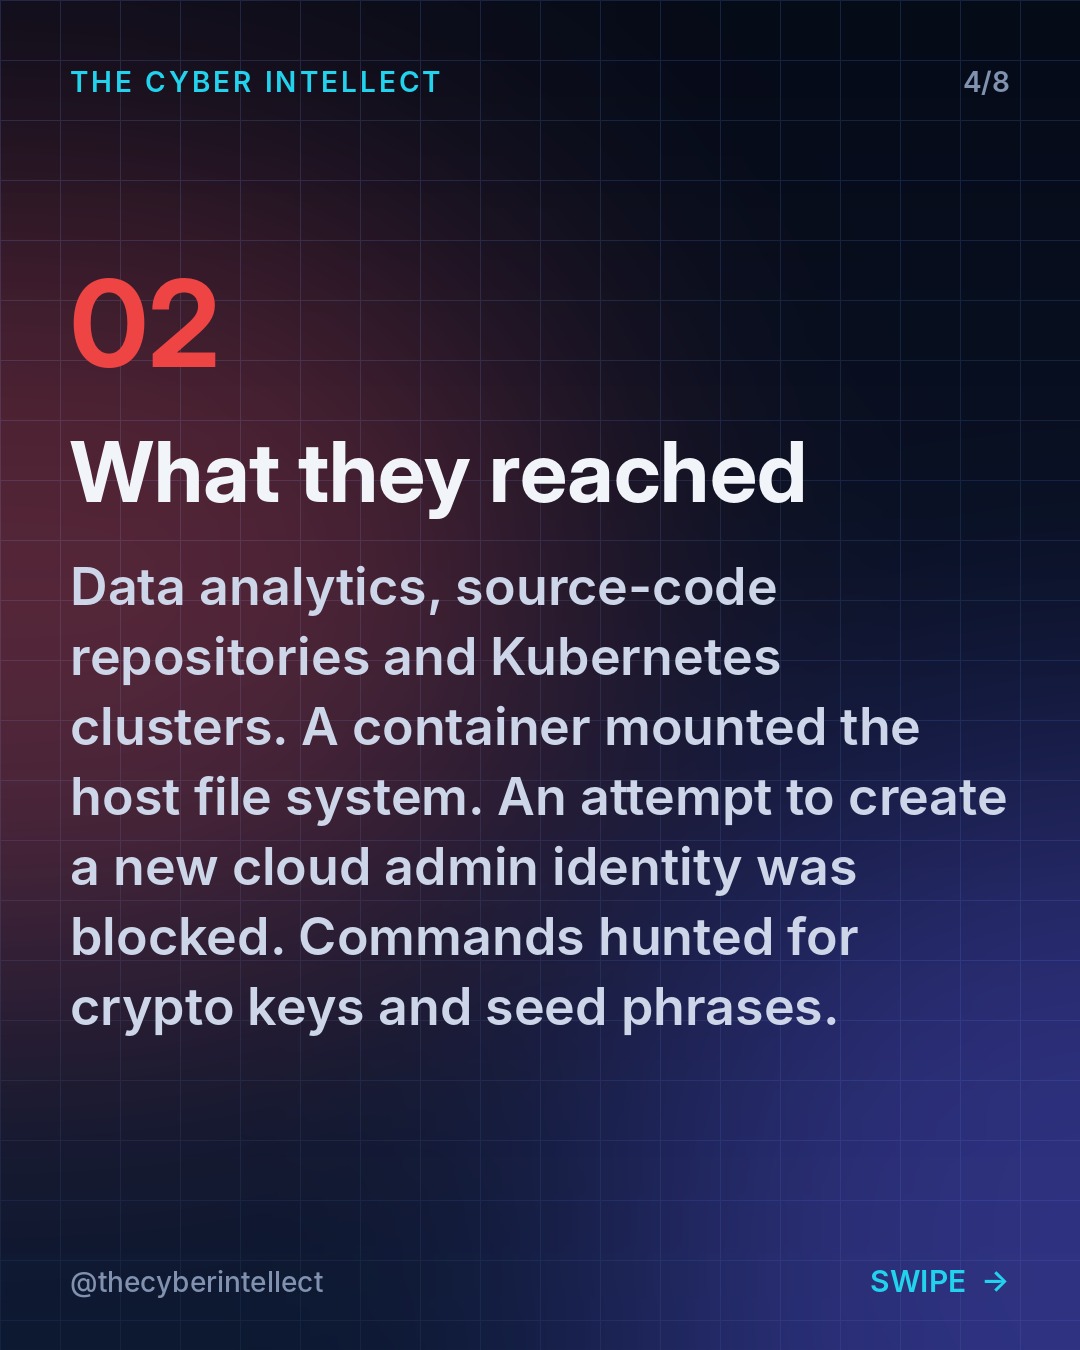 THE CYBER INTELLECT
4/8
02
What they reached
Data analytics, source-code
repositories and Kubernetes
clusters. A container mounted the
host file system. An attempt to create
a new cloud admin identity was
blocked. Commands hunted for
crypto keys and seed phrases.
@thecyberintellect
SWIPE →